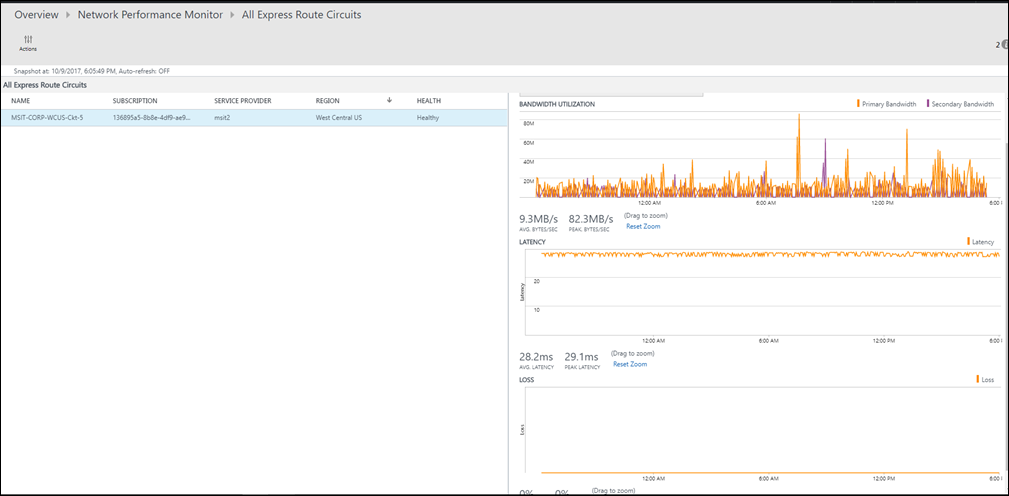 Overview Network Performance Monitor All Express Route Circuits
Actions
2
Snapshot at: 10/9/2017, 6:05:49 PM, Auto-refresh: OFF
All Express Route Circuits
NAME SUBSCRIPTION SERVICE PROVIDER REGION HEALTH
MSIT-CORP-WCUS-Ckt-5 136895a5-8b8e-4df9-ae9... msit2 West Central US Healthy
BANDWIDTH UTILIZATION Primary Bandwidth Secondary Bandwidth
80M
60M
40M
20M
12:00 AM 6:00 AM 12:00 PM 6:00
9.3MB/s 82.3MB/s (Drag to zoom)
AVG. BYTES/SEC PEAK. BYTES/SEC Reset Zoom
LATENCY Latency
20
Latency
10
12:00 AM 6:00 AM 12:00 PM 6:00
28.2ms 29.1ms (Drag to zoom)
AVG. LATENCY PEAK LATENCY Reset Zoom
LOSS Loss
Loss
12:00 AM 6:00 AM 12:00 PM 6:00
0% 0% (Drag to zoom)